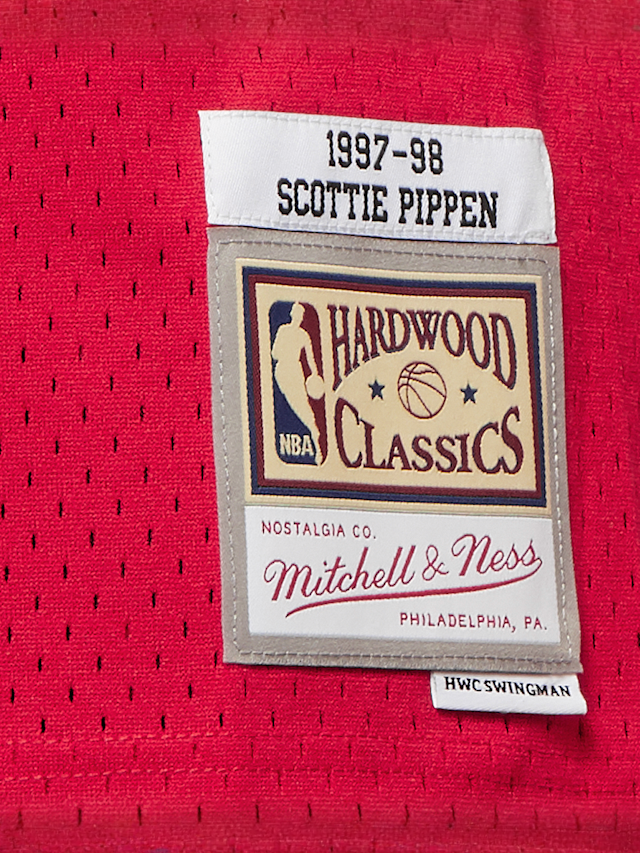 1997-98
SCOTTIE PIPPEN
HARDWOOD
CLASSICS
NBA
NOSTALGIA CO.
Mitchell & Ness
PHILADELPHIA, PA.
HWC SWINGMAN